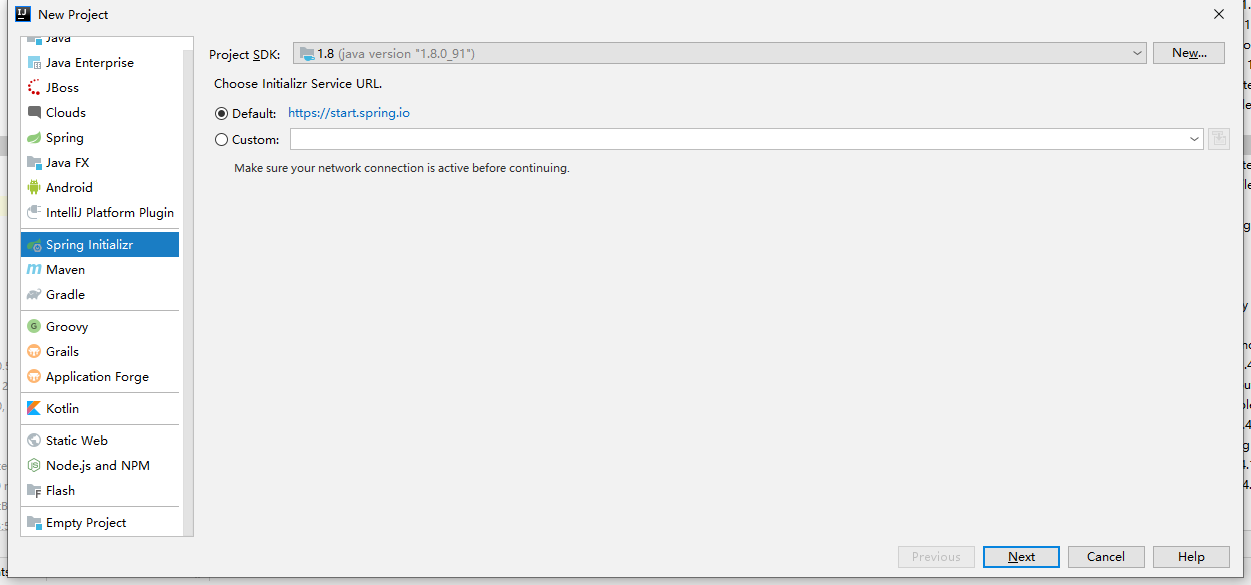 New Project
Java
Java Enterprise
JBoss
Clouds
Spring
Java FX
Android
IntelliJ Platform Plugin
Spring Initializr
Maven
Gradle
Groovy
Grails
Application Forge
Kotlin
Static Web
Node.js and NPM
Flash
Empty Project
Project SDK: 1.8 (java version "1.8.0_91") New...
Choose Initializr Service URL.
Default: https://start.spring.io
Custom:
Make sure your network connection is active before continuing.
Previous Next Cancel Help